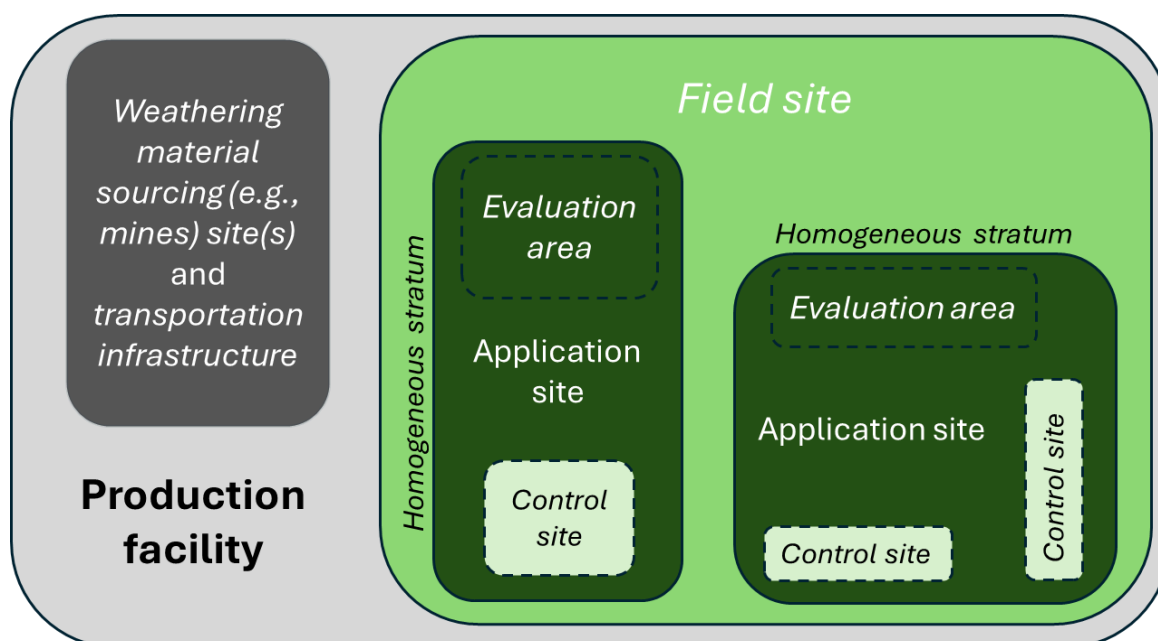 Weathering
material
sourcing (e.g.,
mines) site(s)
and
transportation
infrastructure
Production
facility
Field site
Homogeneous stratum
Evaluation
area
Application
site
Control
site
Homogeneous stratum
Evaluation area
Application site
Control site
Control site